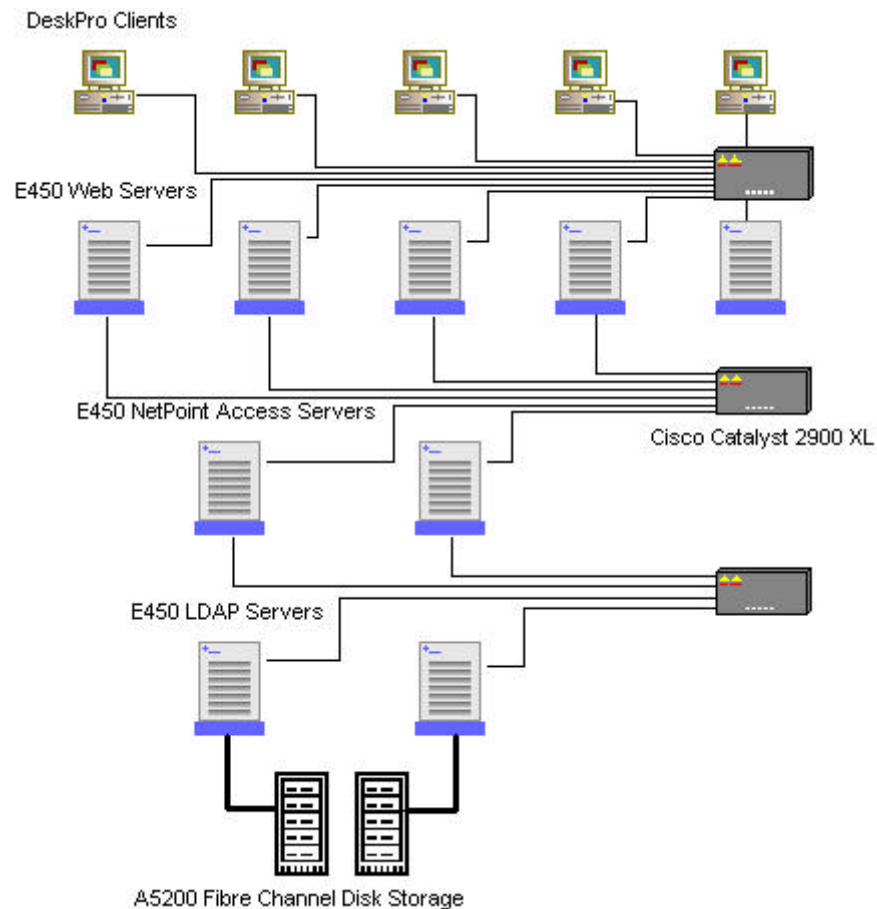 DeskPro Clients
E450 Web Servers
E450 NetPoint Access Servers
Cisco Catalyst 2900 XL
E450 LDAP Servers
A5200 Fibre Channel Disk Storage